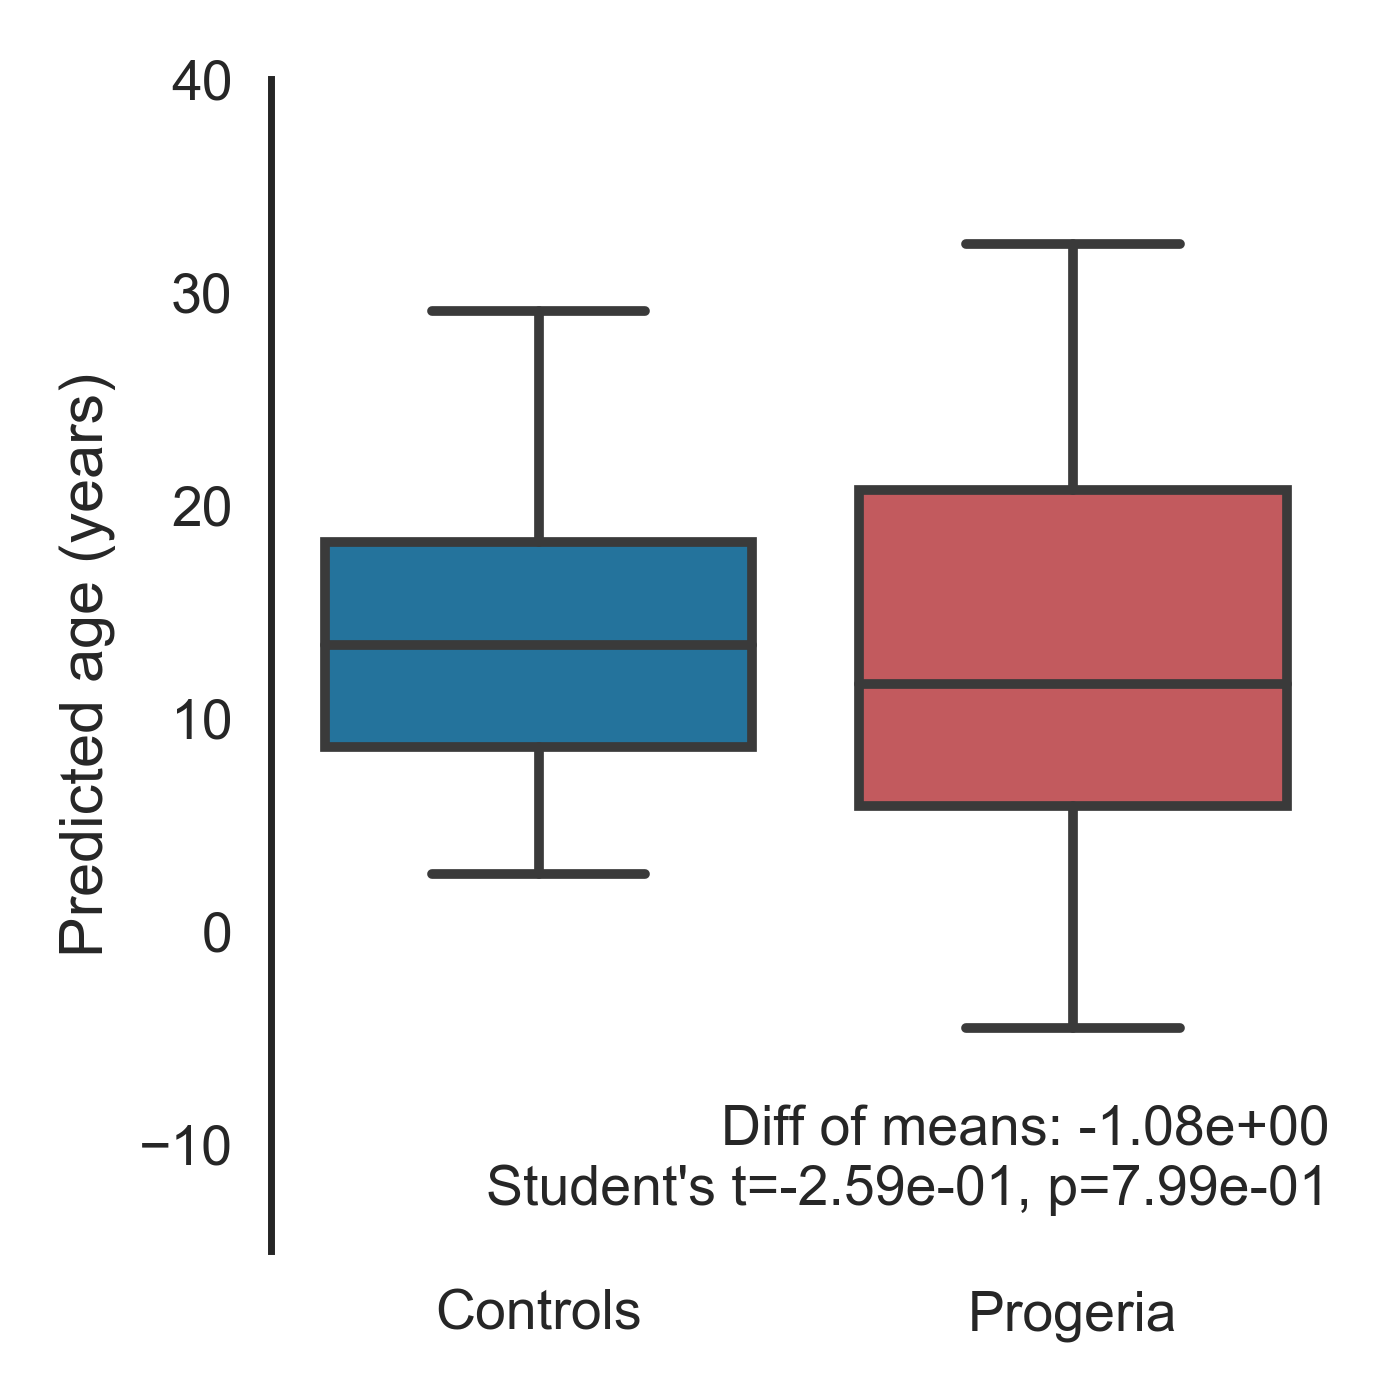 40
30
20
10
0
−10
Predicted age (years)
Diff of means: -1.08e+00
Student's t=-2.59e-01, p=7.99e-01
Controls
Progeria